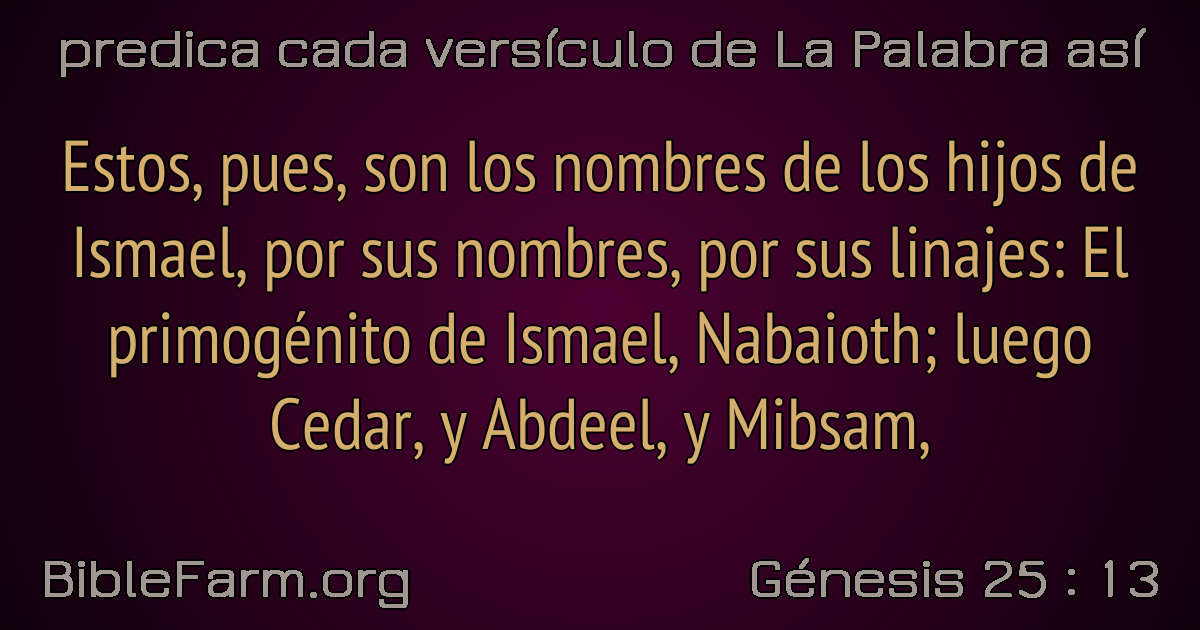 predica cada versículo de La Palabra así
Estos, pues, son los nombres de los hijos de
Ismael, por sus nombres, por sus linajes: El
primogénito de Ismael, Nabaioth; luego
Cedar, y Abdeel, y Mibsam,
BibleFarm.org
Génesis 25 : 13